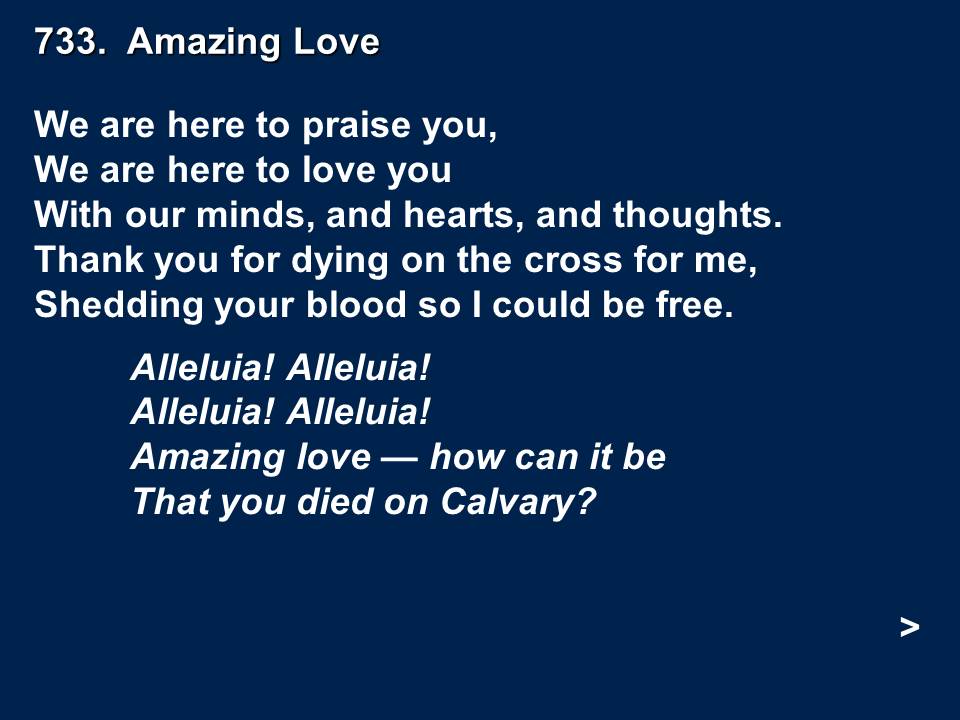 733.  Amazing Love
We are here to praise you,
We are here to love you
With our minds, and hearts, and thoughts.
Thank you for dying on the cross for me,
Shedding your blood so I could be free.
Alleluia! Alleluia!
Alleluia! Alleluia!
Amazing love — how can it be
That you died on Calvary?
>